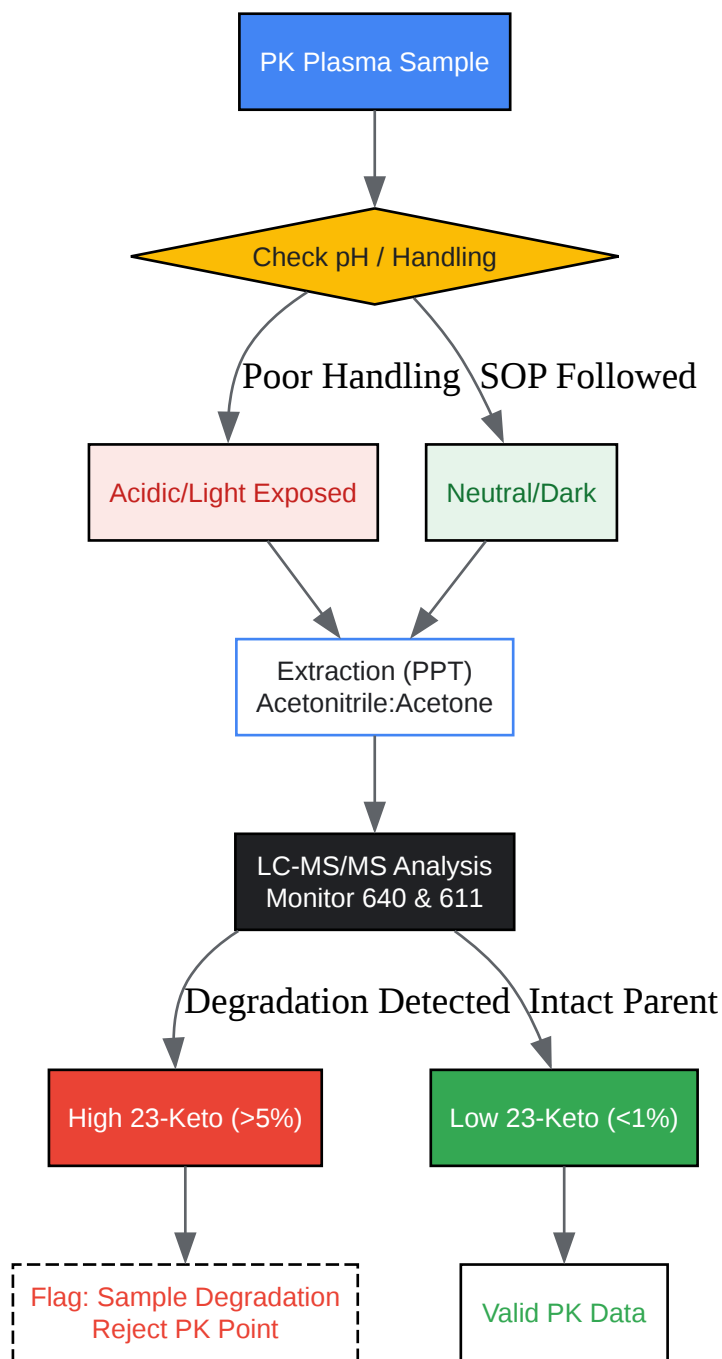 PK Plasma Sample
Check pH / Handling
Poor Handling
SOP Followed
Acidic/Light Exposed
Neutral/Dark
Extraction (PPT)
Acetonitrile:Acetone
LC-MS/MS Analysis
Monitor 640 & 611
Degradation Detected
Intact Parent
High 23-Keto (>5%)
Low 23-Keto (<1%)
Flag: Sample Degradation
Reject PK Point
Valid PK Data